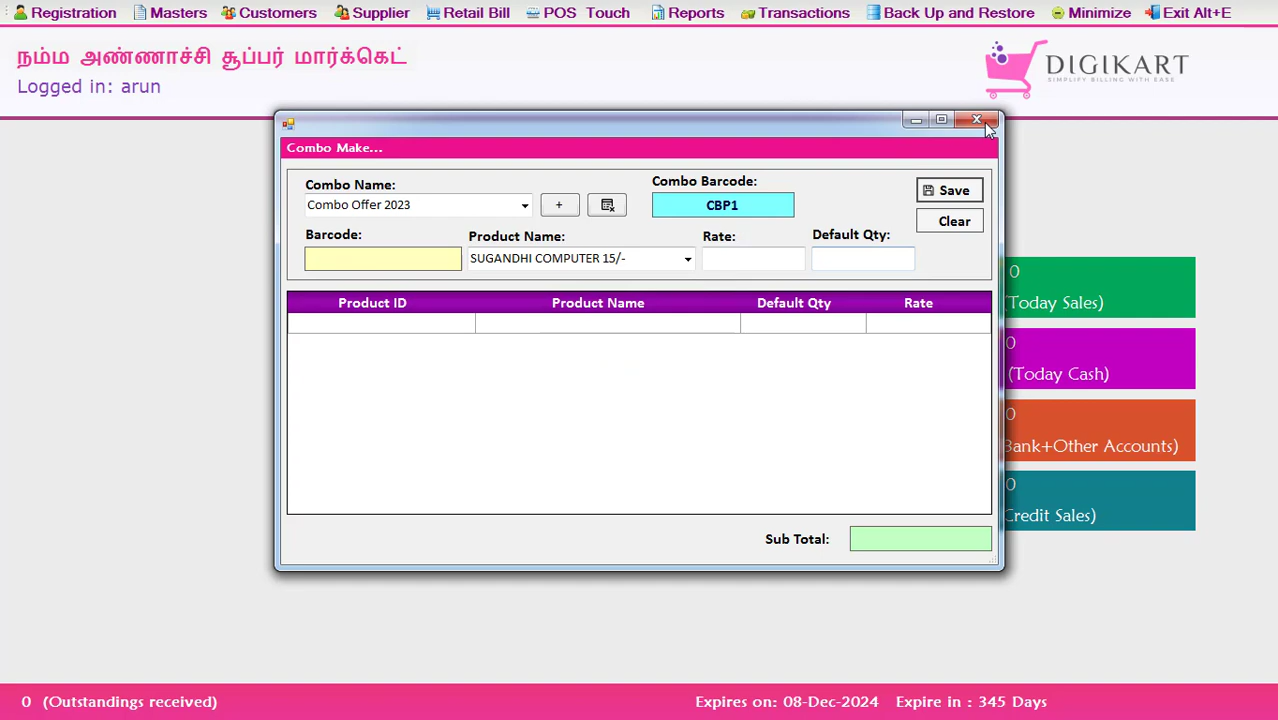 Registration Masters Customers Supplier Retail Bill POS Touch Reports Transactions Back Up and Restore Minimize Exit Alt+E
நம்ம அண்ணாச்சி சூப்பர் மார்க்கெட்
Logged in: arun
DIGIKART
SIMPLIFY BILLING WITH EASE
Combo Make...
Combo Name:
Combo Offer 2023
+
Combo Barcode:
CBP1
Save
Clear
Barcode:
Product Name:
SUGANDHI COMPUTER 15/-
Rate:
Default Qty:
Product ID Product Name Default Qty Rate
Sub Total:
0
Today Sales)
0
(Today Cash)
0
Bank+Other Accounts)
0
Credit Sales)
0 (Outstandings received)
Expires on: 08-Dec-2024 Expire in : 345 Days